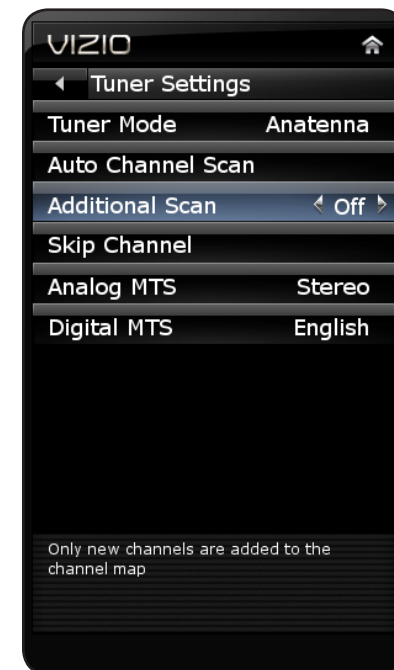 VIZIO
Tuner Settings
Tuner Mode Anatenna
Auto Channel Scan
Additional Scan Off
Skip Channel
Analog MTS Stereo
Digital MTS English
Only new channels are added to the
channel map